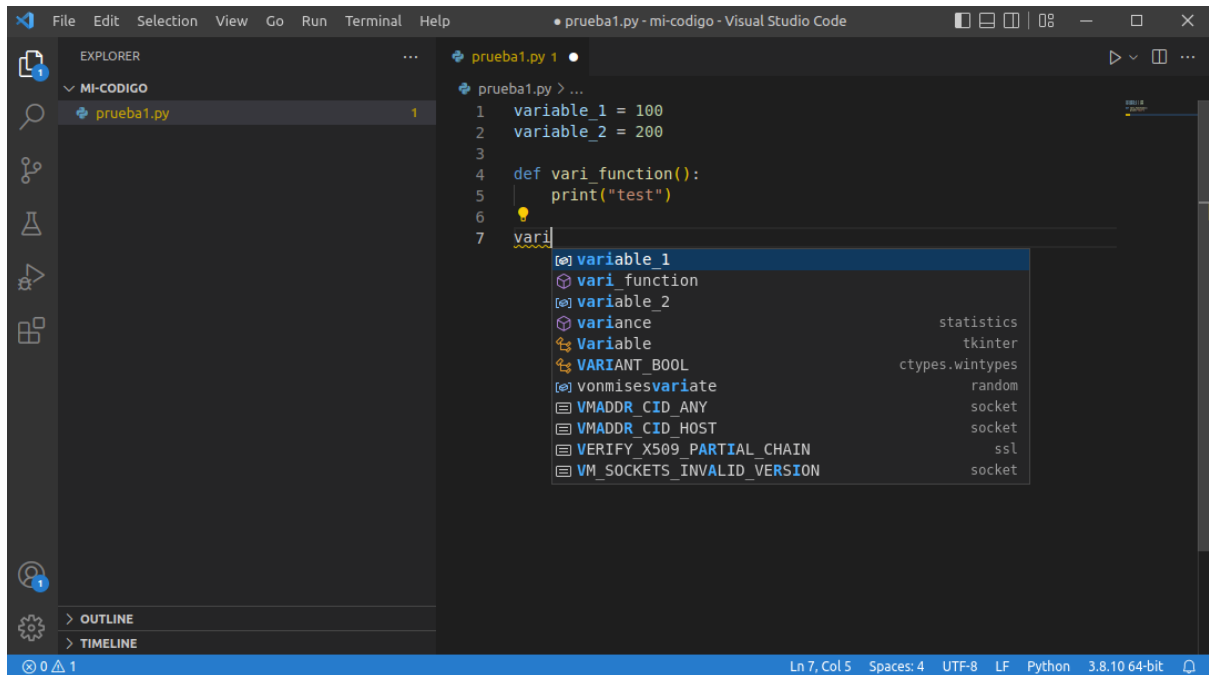 File Edit Selection View Go Run Terminal Help ● prueba1.py - mi-codigo - Visual Studio Code
EXPLORER ...
prueba1.py 1 ●
...
MI-CODIGO
prueba1.py 1
prueba1.py > ...
1 variable_1 = 100
2 variable_2 = 200
3
4 def vari_function():
5 print("test")
6
7 vari
variable_1
vari_function
variable_2
variance statistics
Variable tkinter
VARIANT_BOOL ctypes.wintypes
vonmisesvariate random
VMADDR_CID_ANY socket
VMADDR_CID_HOST socket
VERIFY_X509_PARTIAL_CHAIN ssl
VM_SOCKETS_INVALID_VERSION socket
1
1
> OUTLINE
> TIMELINE
0 1 Ln 7, Col 5 Spaces: 4 UTF-8 LF Python 3.8.10 64-bit